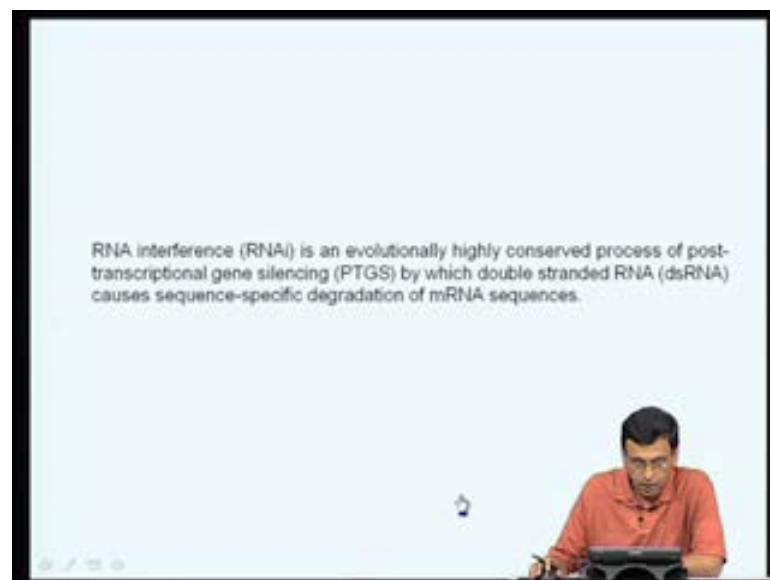 RNA interference (RNAi) is an evolutionally highly conserved process of post-
transcriptional gene silencing (PTGS) by which double stranded RNA (dsRNA)
causes sequence-specific degradation of mRNA sequences.